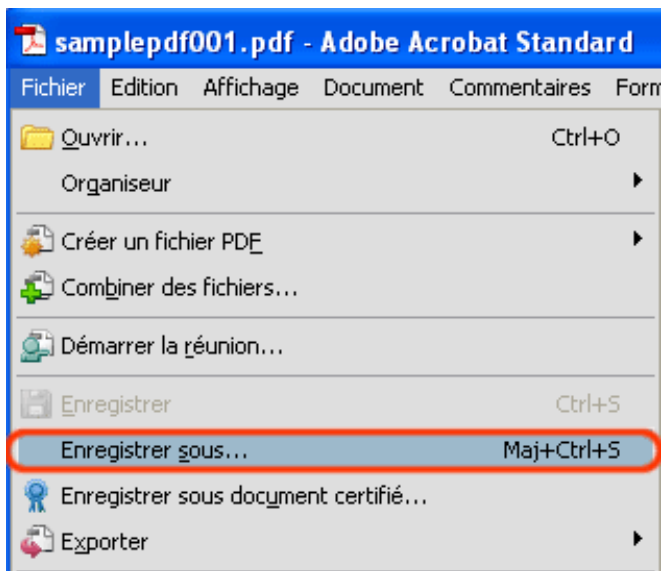 samplepdf001.pdf - Adobe Acrobat Standard
Fichier Edition Affichage Document Commentaires Form
Ouvrir... Ctrl+O
Organiseur
Créer un fichier PDF
Combiner des fichiers...
Démarrer la réunion...
Enregistrer Ctrl+S
Enregistrer sous... Maj+Ctrl+S
Enregistrer sous document certifié...
Exporter